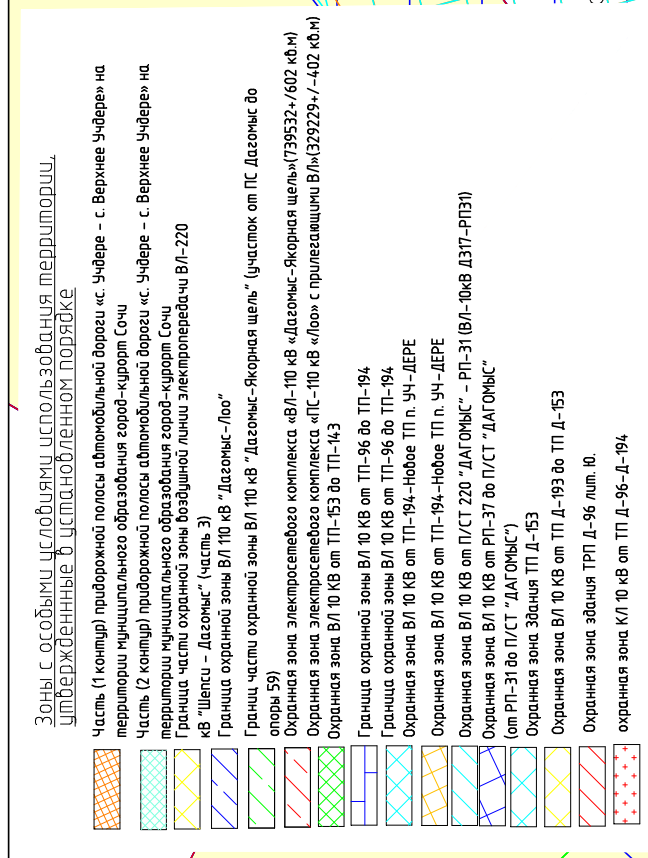 Зоны с особыми условиями использования территории,
утвержденнные в установленном порядке
Часть (1 контур) придорожной полосы автомобильной дороги «с. Учдере – с. Верхнее Учдере» на
территории муниципального образования город-курорт Сочи
Часть (2 контур) придорожной полосы автомобильной дороги «с. Учдере – с. Верхнее Учдере» на
территории муниципального образования город-курорт Сочи
Граница части охранной зоны воздушной линии электропередачи ВЛ-220
кВ "Шепси – Дагомыс" (часть 3)
Граница охранной зоны ВЛ 110 кВ "Дагомыс-Лоо"
Границ части охранной зоны ВЛ 110 кВ "Дагомыс-Якорная щель" (участок от ПС Дагомыс до
опоры 59)
Охранная зона электросетевого комплекса «ВЛ-110 кВ «Дагомыс-Якорная щель»(739532+/602 кв.м)
Охранная зона электросетевого комплекса «ПС-110 кВ «Лоо» с прилегающими ВЛ»(329229+/-402 кв.м)
Охранная зона ВЛ 10 КВ от ТП-153 до ТП-143
Граница охранной зоны ВЛ 10 КВ от ТП-96 до ТП-194
Граница охранной зоны ВЛ 10 КВ от ТП-96 до ТП-194
Охранная зона ВЛ 10 КВ от ТП-194-Новое ТП п. УЧ-ДЕРЕ
Охранная зона ВЛ 10 КВ от ТП-194-Новое ТП п. УЧ-ДЕРЕ
Охранная зона ВЛ 10 КВ от П/СТ 220 "ДАГОМЫС" – РП-31 (ВЛ-10кВ Д317-РП31)
Охранная зона ВЛ 10 КВ от РП-37 до П/СТ "ДАГОМЫС"
(от РП-31 до П/СТ "ДАГОМЫС")
Охранная зона Здания ТП Д-153
Охранная зона ВЛ 10 КВ от ТП Д-193 до ТП Д-153
Охранная зона здания ТРП Д-96 лит. Ю.
охранная зона КЛ 10 кВ от ТП Д-96-Д-194